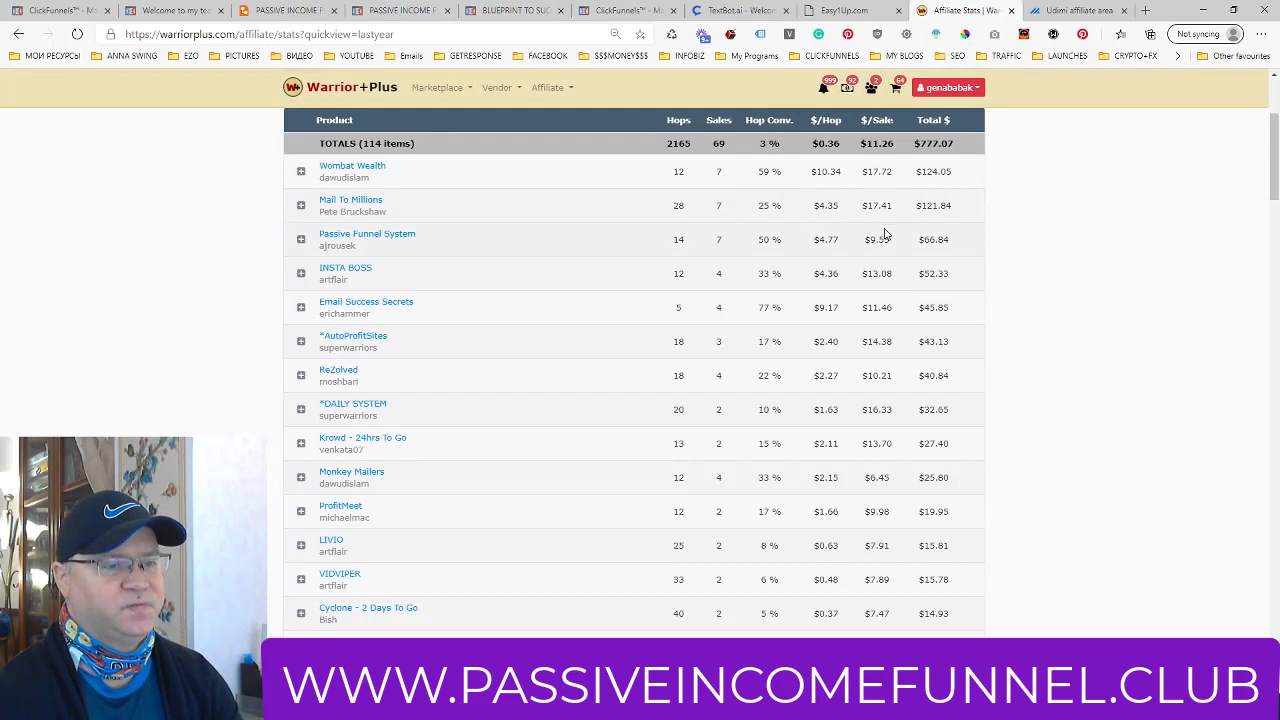 ClickFunnels™ - M
Welcome to my tea
PASSIVE INCOME F
PASSIVE INCOME F
BLUEPRINT TO SUC
ClickFunnels™ - M
TextBot.ai - Welcom
Easy1Up.com
Affiliate Stats | Warr
Udimi affiliate area
https://warriorplus.com/affiliate/stats?quickview=lastyear
Not syncing
МОИ РЕСУРСЫ ANNA SWING EZO PICTURES ВИДЕО YOUTUBE Emails GETRESPONSE FACEBOOK $$$MONEY$$$ INFOBIZ My Programs CLICKFUNNELS MY BLOGS SEO TRAFFIC LAUNCHES CRYPTO+FX Other favourites
W+ Warrior+Plus Marketplace Vendor Affiliate 999 92 2 64 genababak
Product Hops Sales Hop Conv. $/Hop $/Sale Total $
TOTALS (114 items) 2165 69 3 % $0.36 $11.26 $777.07
Wombat Wealth
dawudislam 12 7 58 % $10.34 $17.72 $124.05
Mail To Millions
Pete Bruckshaw 28 7 25 % $4.35 $17.41 $121.84
Passive Funnel System
ajrousek 14 7 50 % $4.77 $66.84
INSTA BOSS
artflair 12 4 33 % $4.36 $13.08 $52.33
Email Success Secrets
erichammer 5 4 77 % $9.17 $11.46 $45.85
*AutoProfitSites
superwarriors 18 3 17 % $2.40 $14.38 $43.13
ReZolved
moshbari 18 4 22 % $2.27 $10.21 $40.84
*DAILY SYSTEM
superwarriors 20 2 10 % $1.63 $16.33 $32.65
Krowd - 24hrs To Go
venkata07 13 2 15 % $2.11 $13.70 $27.40
Monkey Mailers
dawudislam 12 4 33 % $2.15 $6.45 $25.80
ProfitMeet
michaelmac 12 2 17 % $1.66 $9.98 $19.95
LIVIO
artflair 25 2 8 % $0.63 $7.91 $15.81
VIDVIPER
artflair 33 2 6 % $0.48 $7.89 $15.78
Cyclone - 2 Days To Go
Bish 40 2 5 % $0.37 $7.47 $14.93
WWW.PASSIVEINCOMEFUNNEL.CLUB